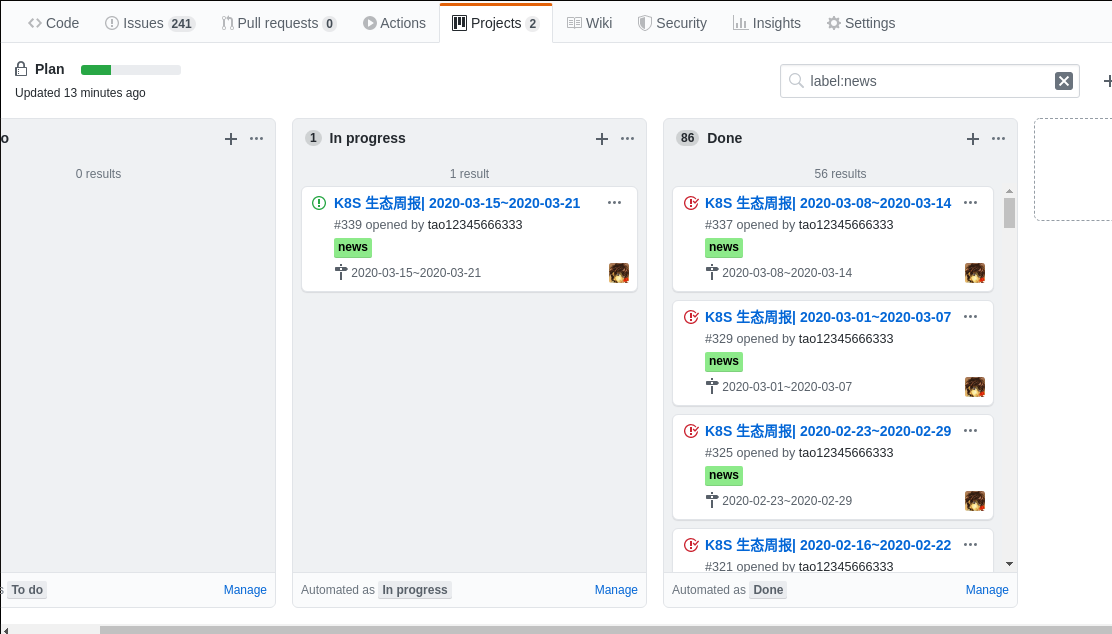 Code Issues 241 Pull requests 0 Actions Projects 2 Wiki Security Insights Settings
Plan
Updated 13 minutes ago
label:news
o
0 results
To do
Manage
1 In progress
1 result
K8S 生态周报| 2020-03-15~2020-03-21
#339 opened by tao12345666333
news
2020-03-15~2020-03-21
Automated as In progress
Manage
86 Done
56 results
K8S 生态周报| 2020-03-08~2020-03-14
#337 opened by tao12345666333
news
2020-03-08~2020-03-14
K8S 生态周报| 2020-03-01~2020-03-07
#329 opened by tao12345666333
news
2020-03-01~2020-03-07
K8S 生态周报| 2020-02-23~2020-02-29
#325 opened by tao12345666333
news
2020-02-23~2020-02-29
K8S 生态周报| 2020-02-16~2020-02-22
#321 opened by tao12345666333
Automated as Done
Manage